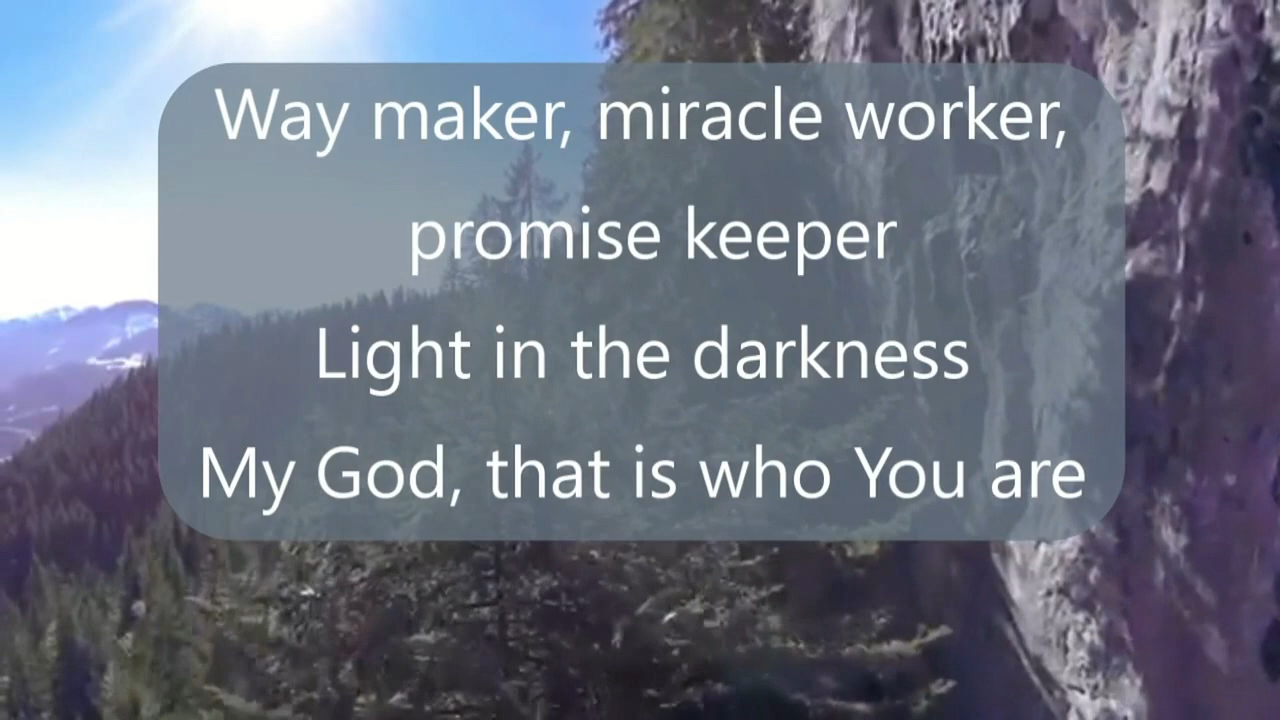 Way maker, miracle worker,
promise keeper
Light in the darkness
My God, that is who You are